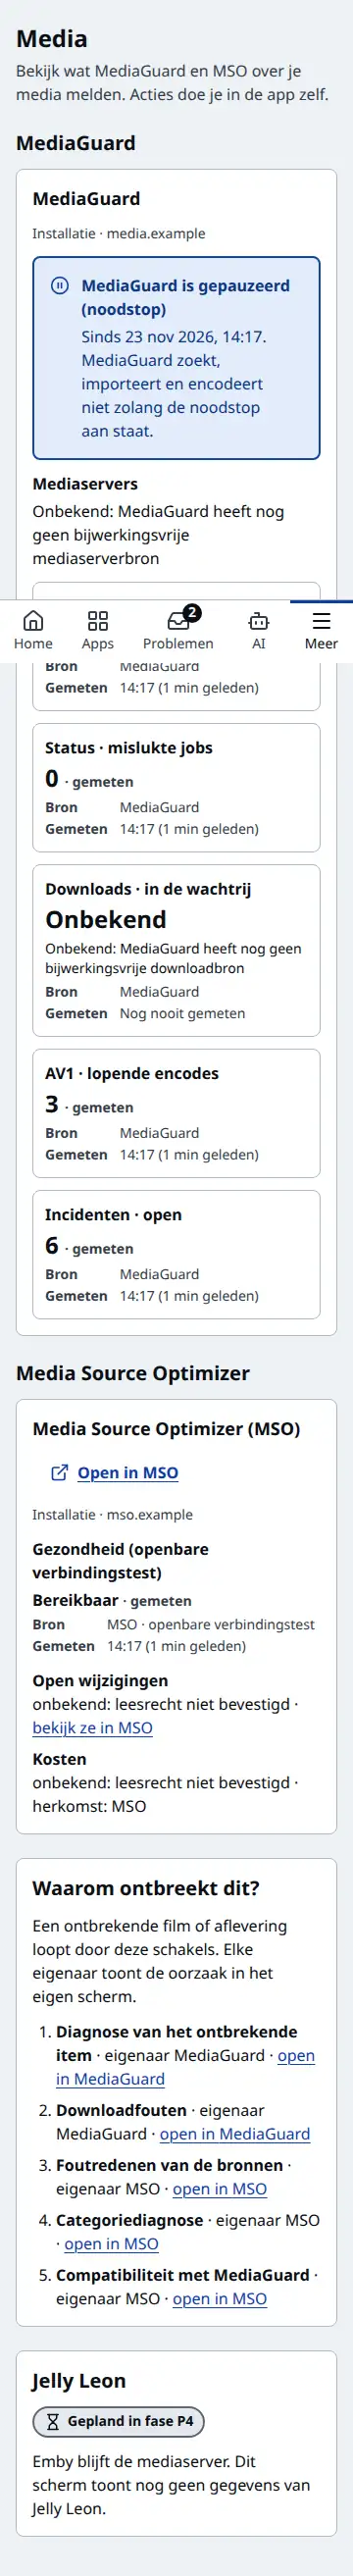 Media
Bekijk wat MediaGuard en MSO over je
media melden. Acties doe je in de app zelf.
MediaGuard
MediaGuard
Installatie · media.example
MediaGuard is gepauzeerd
(noodstop)
Sinds 23 nov 2026, 14:17.
MediaGuard zoekt,
importeert en encodeert
niet zolang de noodstop
aan staat.
Mediaservers
Onbekend: MediaGuard heeft nog
geen bijwerkingsvrije
mediaserverbron
2
Home Apps Problemen AI Meer
Bron MediaGuard
Gemeten 14:17 (1 min geleden)
Status · mislukte jobs
0 · gemeten
Bron MediaGuard
Gemeten 14:17 (1 min geleden)
Downloads · in de wachtrij
Onbekend
Onbekend: MediaGuard heeft nog geen
bijwerkingsvrije downloadbron
Bron MediaGuard
Gemeten Nog nooit gemeten
AV1 · lopende encodes
3 · gemeten
Bron MediaGuard
Gemeten 14:17 (1 min geleden)
Incidenten · open
6 · gemeten
Bron MediaGuard
Gemeten 14:17 (1 min geleden)
Media Source Optimizer
Media Source Optimizer (MSO)
Open in MSO
Installatie · mso.example
Gezondheid (openbare
verbindingstest)
Bereikbaar · gemeten
Bron MSO · openbare verbindingstest
Gemeten 14:17 (1 min geleden)
Open wijzigingen
onbekend: leesrecht niet bevestigd ·
bekijk ze in MSO
Kosten
onbekend: leesrecht niet bevestigd ·
herkomst: MSO
Waarom ontbreekt dit?
Een ontbrekende film of aflevering
loopt door deze schakels. Elke
eigenaar toont de oorzaak in het
eigen scherm.
1. Diagnose van het ontbrekende
item · eigenaar MediaGuard · open
in MediaGuard
2. Downloadfouten · eigenaar
MediaGuard · open in MediaGuard
3. Foutredenen van de bronnen ·
eigenaar MSO · open in MSO
4. Categoriediagnose · eigenaar MSO
· open in MSO
5. Compatibiliteit met MediaGuard ·
eigenaar MSO · open in MSO
Jelly Leon
Gepland in fase P4
Emby blijft de mediaserver. Dit
scherm toont nog geen gegevens van
Jelly Leon.